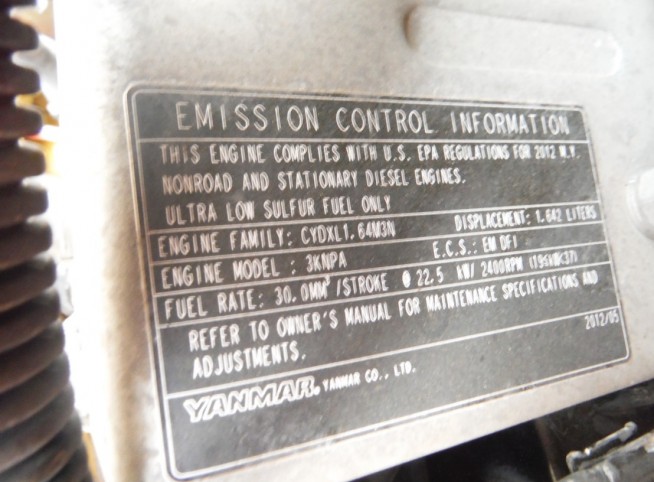 EMISSION CONTROL INFORMATION
THIS ENGINE COMPLIES WITH U.S. EPA REGULATIONS FOR 2012 M.Y.
NONROAD AND STATIONARY DIESEL ENGINES.
ULTRA LOW SULFUR FUEL ONLY
ENGINE FAMILY: CYDXL1.64M3N DISPLACEMENT: 1.642 LITERS
ENGINE MODEL : 3KNPA E.C.S.: EM DFI
FUEL RATE: 30.0MM³/STROKE @ 22.5 kW/ 2400RPM (19≤kW<37)
REFER TO OWNER'S MANUAL FOR MAINTENANCE SPECIFICATIONS AND
ADJUSTMENTS.
2012/05
YANMAR. YANMAR CO., LTD.